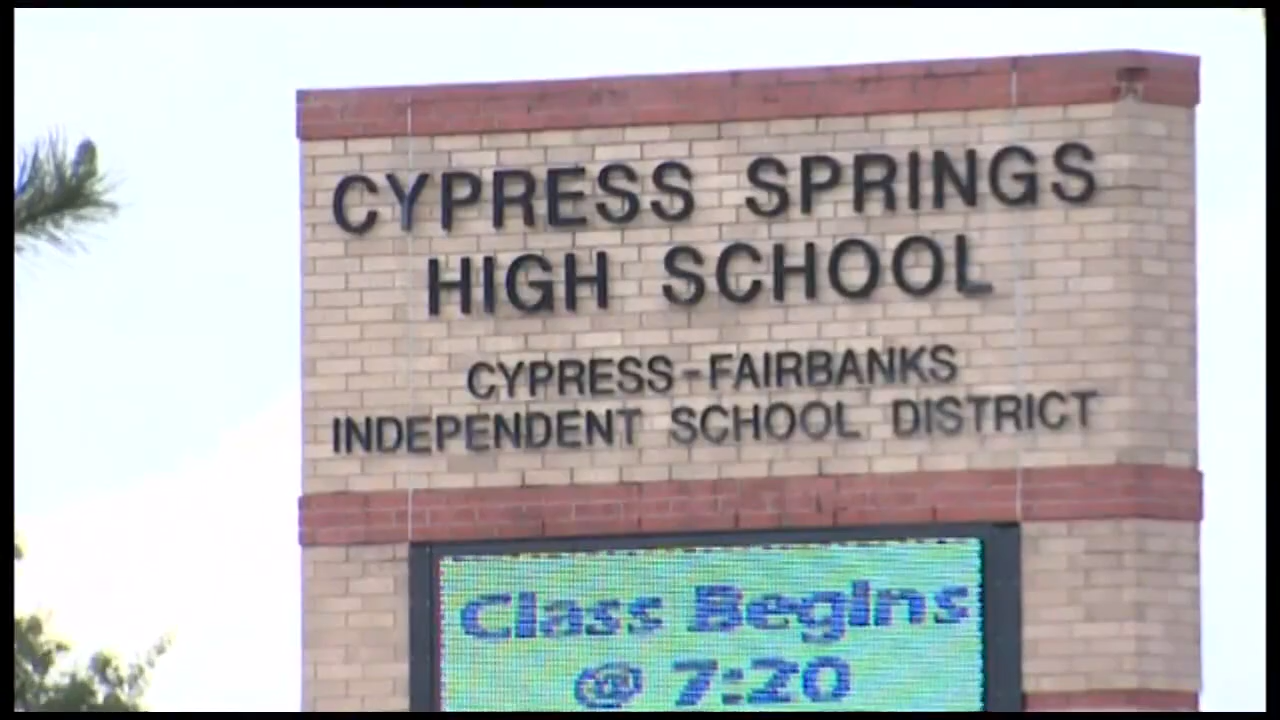 CYPRESS SPRINGS
HIGH SCHOOL
CYPRESS-FAIRBANKS
INDEPENDENT SCHOOL DISTRICT
Class Begins
@ 7:20